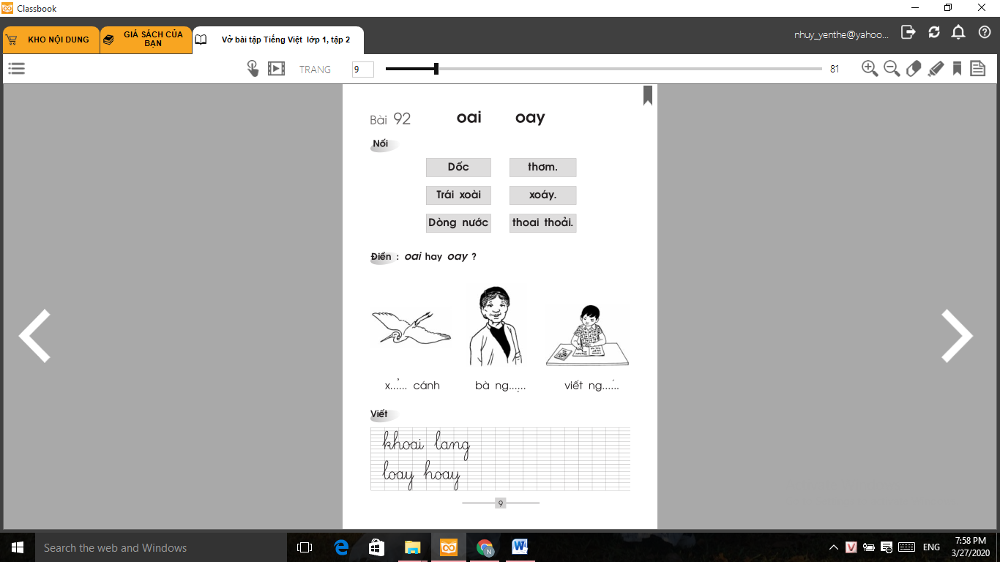 Classbook
KHO NỘI DUNG
GIÁ SÁCH CỦA BẠN
Vở bài tập Tiếng Việt lớp 1, tập 2
nhuy_yenthe@yahoo...
TRANG 9 81
Bài 92 oai oay
Nối
Dốc thơm.
Trái xoài xoáy.
Dòng nước thoai thoải.
Điền : oai hay oay ?
x...̉... cánh bà ng...̣... viết ng...́...
Viết
khoai lang
loay hoay
9
Search the web and Windows
ENG
7:58 PM
3/27/2020